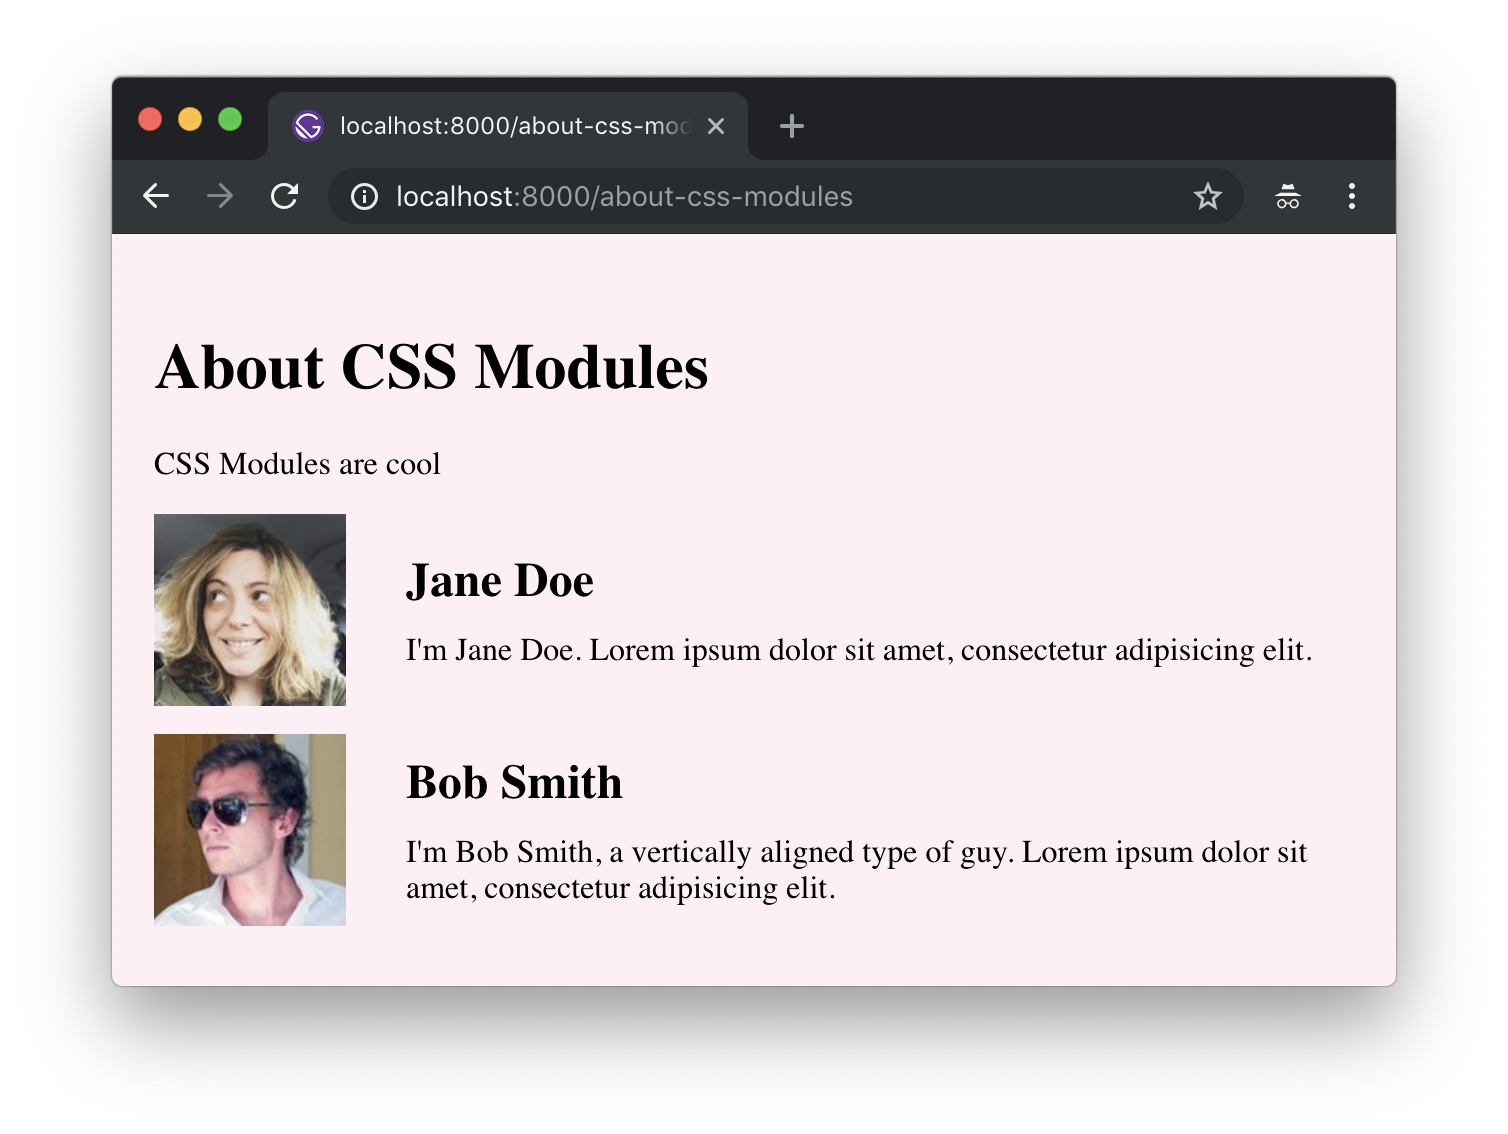 localhost:8000/about-css-mod
localhost:8000/about-css-modules
About CSS Modules
CSS Modules are cool
Jane Doe
I'm Jane Doe. Lorem ipsum dolor sit amet, consectetur adipisicing elit.
Bob Smith
I'm Bob Smith, a vertically aligned type of guy. Lorem ipsum dolor sit
amet, consectetur adipisicing elit.